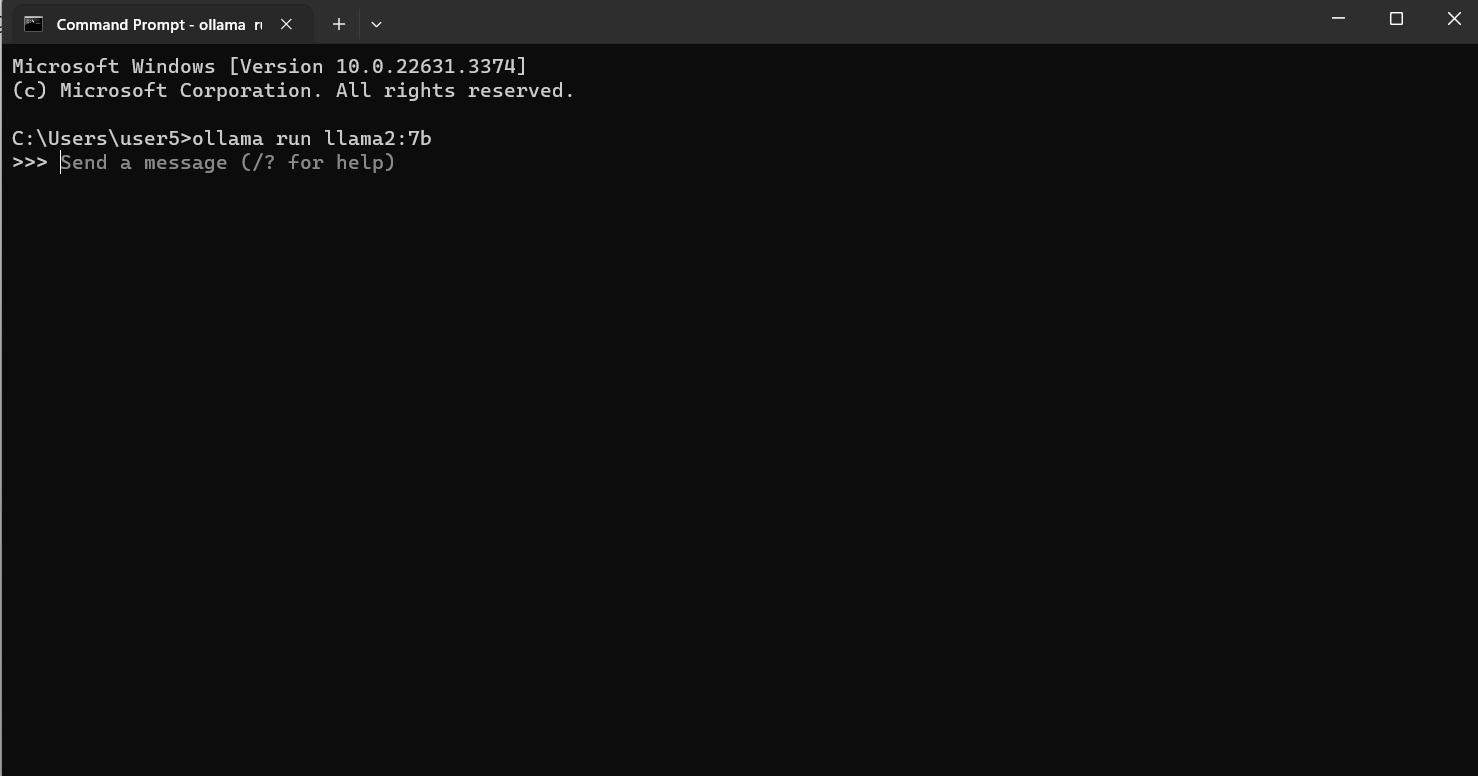 Command Prompt - ollama
Microsoft Windows [Version 10.0.22631.3374]
(c) Microsoft Corporation. All rights reserved.
C:\Users\user5>ollama run llama2:7b
>>> Send a message (/? for help)